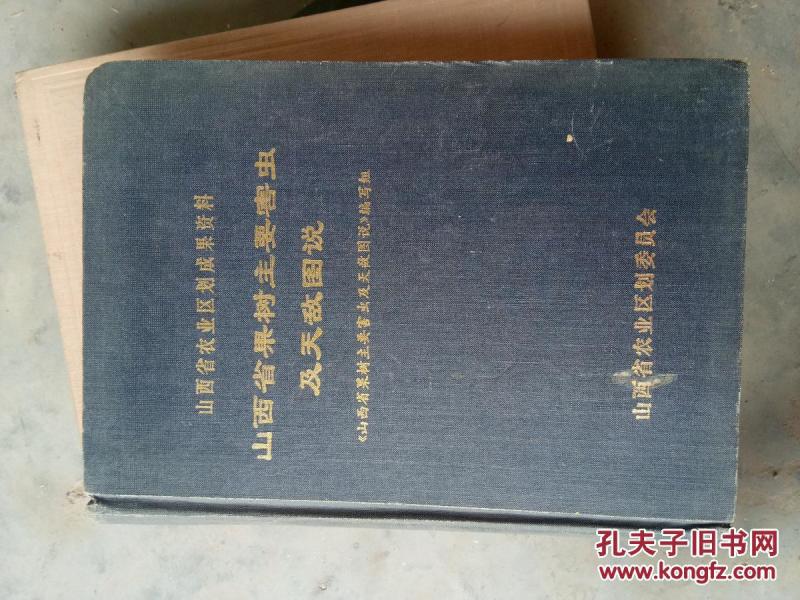 山西省农业区划成果资料
山西省果树主要害虫
及天敌图说
《山西省果树主要害虫及天敌图说》编写组
山西省农业区划委员会
孔夫子旧书网
www.kongfz.com